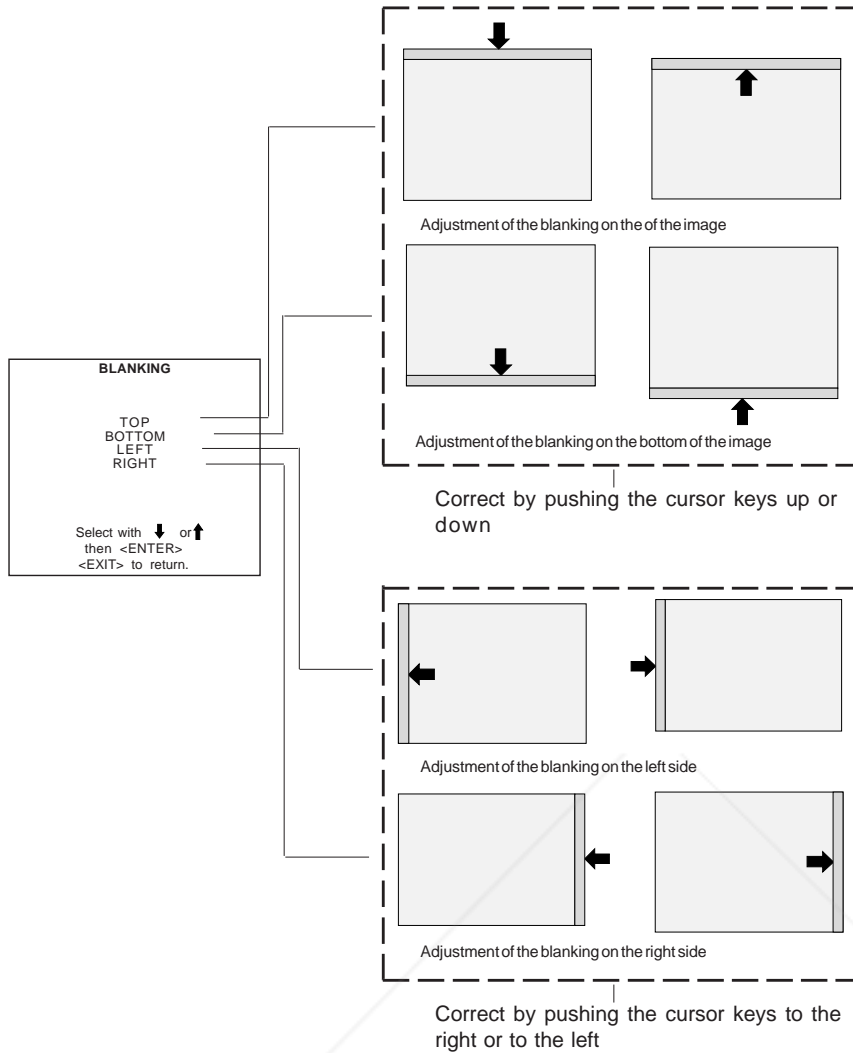 Adjustment of the blanking on the of the image
Adjustment of the blanking on the bottom of the image
Correct by pushing the cursor keys up or
down
BLANKING
TOP
BOTTOM
LEFT
RIGHT
Select with or
then <ENTER>
<EXIT> to return.
Adjustment of the blanking on the left side
Adjustment of the blanking on the right side
Correct by pushing the cursor keys to the
right or to the left